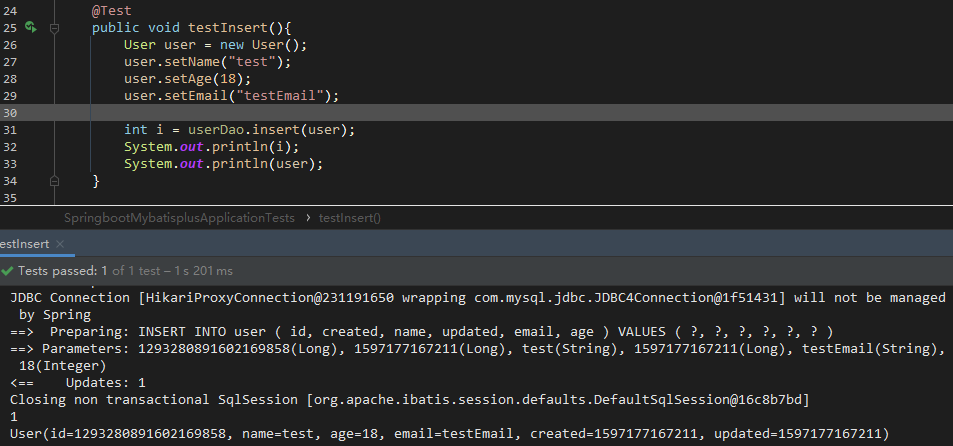 24 @Test
25 public void testInsert(){
26 User user = new User();
27 user.setName("test");
28 user.setAge(18);
29 user.setEmail("testEmail");
30
31 int i = userDao.insert(user);
32 System.out.println(i);
33 System.out.println(user);
34 }
35
SpringbootMybatisplusApplicationTests › testInsert()
estInsert ×
Tests passed: 1 of 1 test – 1 s 201 ms
JDBC Connection [HikariProxyConnection@231191650 wrapping com.mysql.jdbc.JDBC4Connection@1f51431] will not be managed
by Spring
==>  Preparing: INSERT INTO user ( id, created, name, updated, email, age ) VALUES ( ?, ?, ?, ?, ?, ? )
==> Parameters: 1293280891602169858(Long), 1597177167211(Long), test(String), 1597177167211(Long), testEmail(String),
18(Integer)
<==    Updates: 1
Closing non transactional SqlSession [org.apache.ibatis.session.defaults.DefaultSqlSession@16c8b7bd]
1
User(id=1293280891602169858, name=test, age=18, email=testEmail, created=1597177167211, updated=1597177167211)